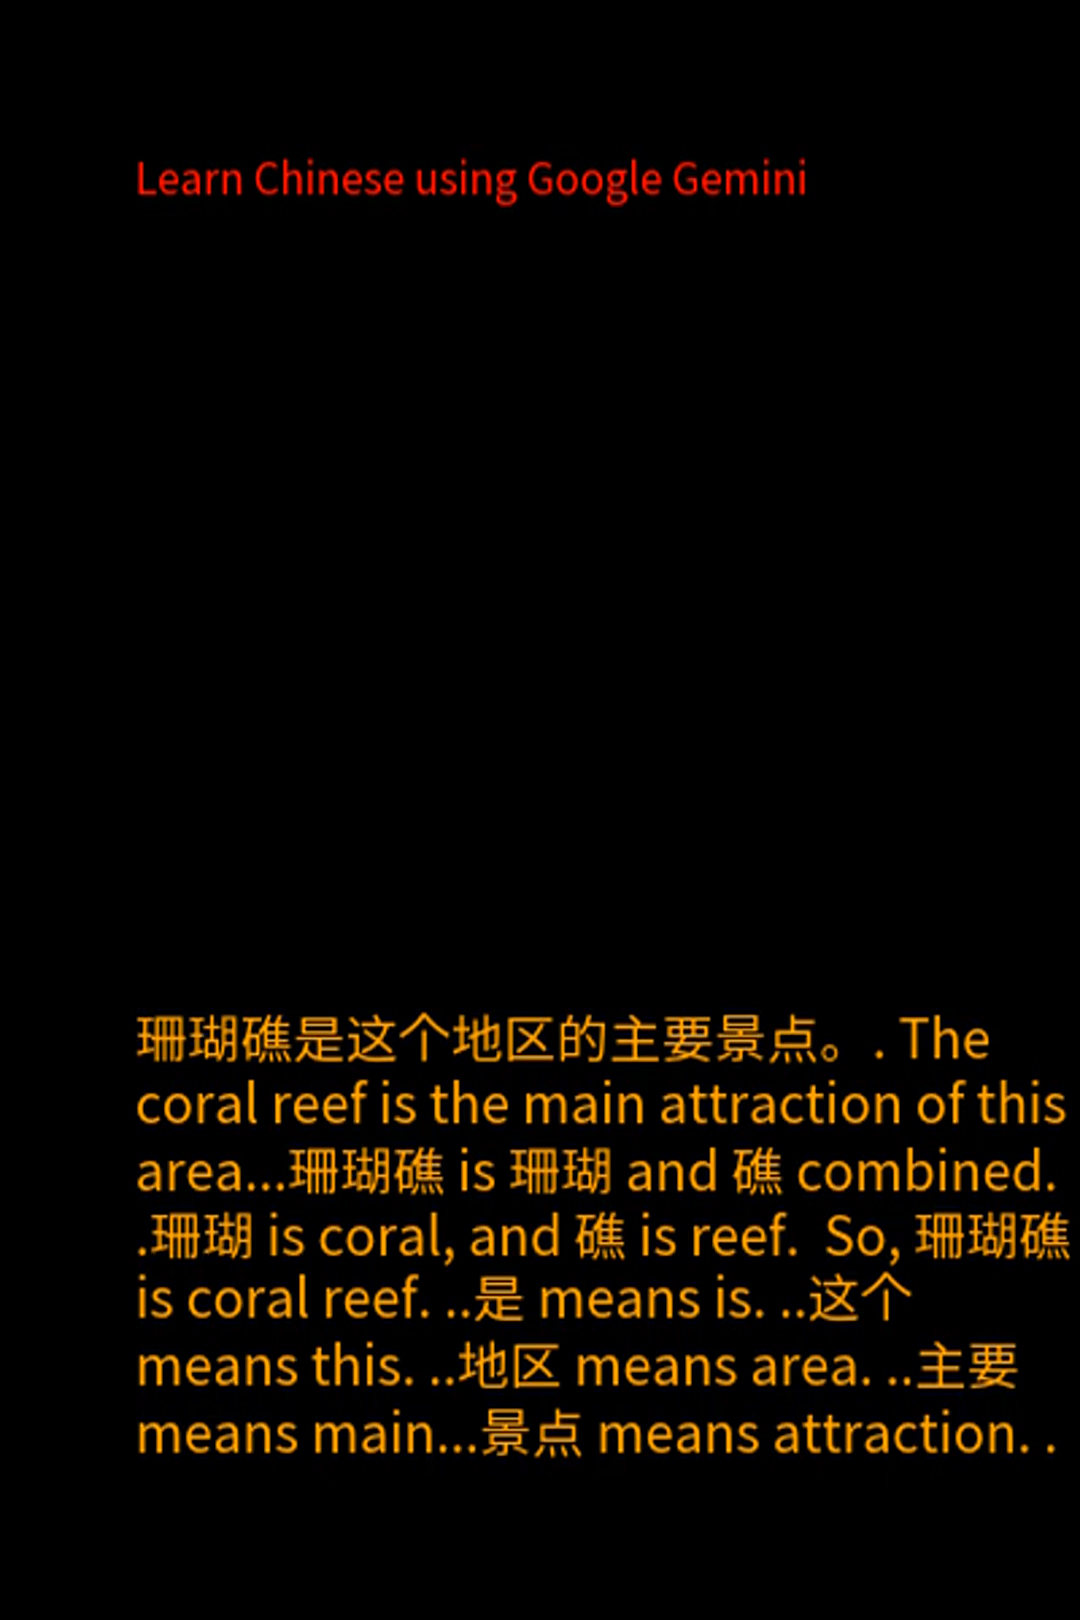 Learn Chinese using Google Gemini
珊瑚礁是这个地区的主要景点。. The
coral reef is the main attraction of this
area...珊瑚礁 is 珊瑚 and 礁 combined.
.珊瑚 is coral, and 礁 is reef.  So, 珊瑚礁
is coral reef. ..是 means is. ..这个
means this. ..地区 means area. ..主要
means main...景点 means attraction. .